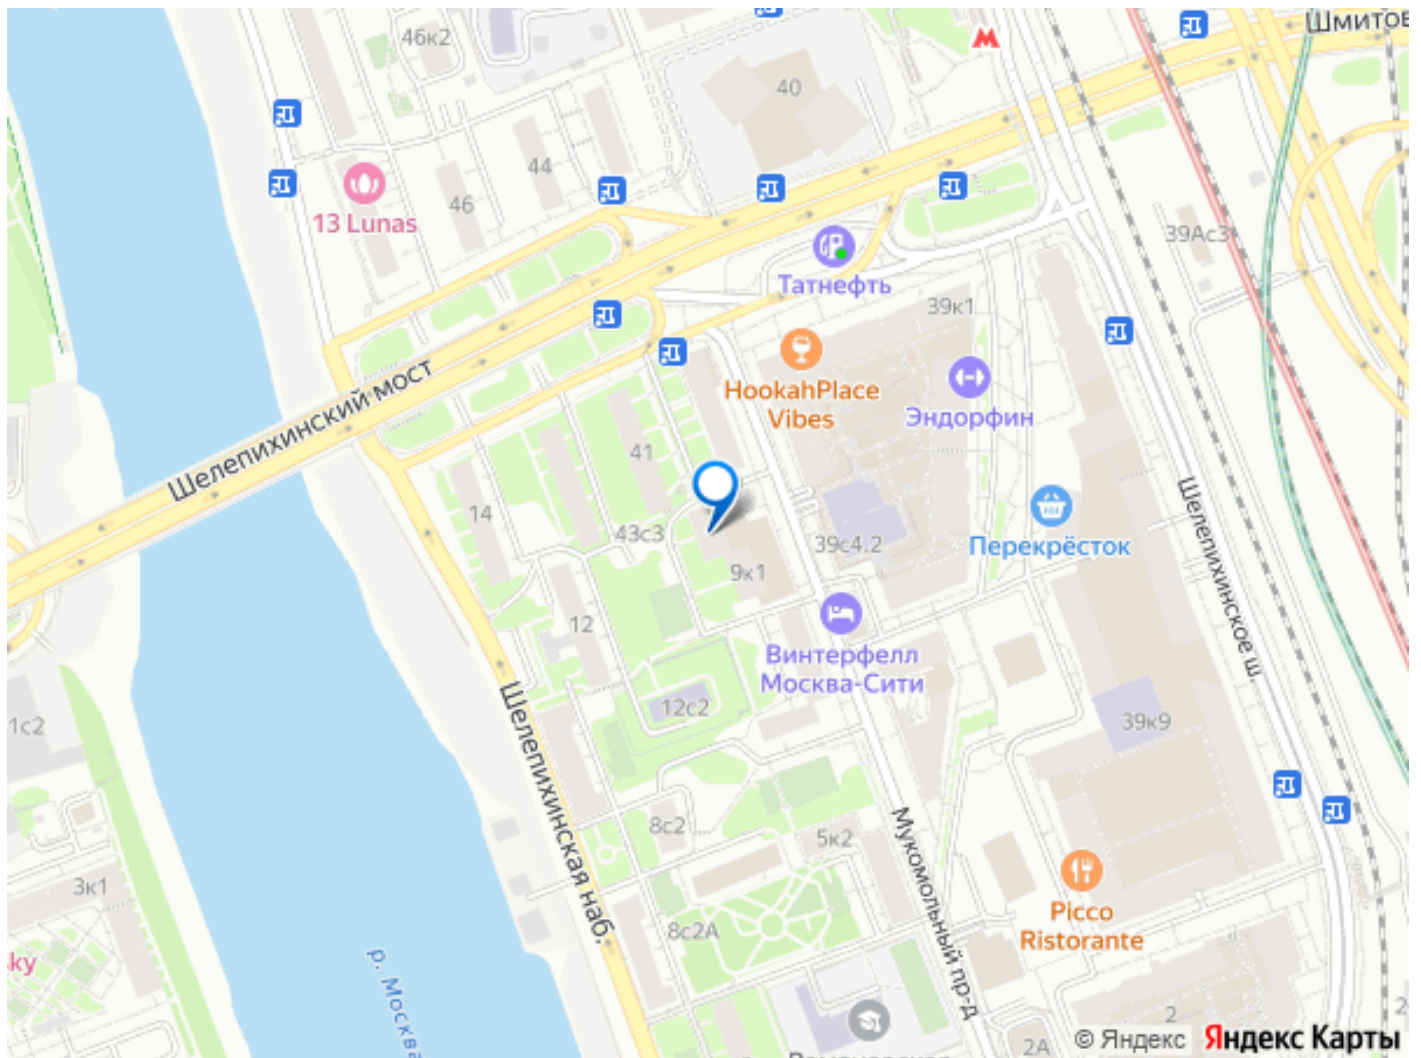 46к2
Шмитов
40
44
46
13 Lunas
39Ас3
Татнефть
39к1
HookahPlace
Vibes
Эндорфин
Шелепихинский мост
41
14
43с3
39с4.2
Перекрёсток
Шелепихинское ш.
9к1
12
Винтерфелл
Москва-Сити
12с2
1с2
39к9
Шелепихинская наб.
8с2
5к2
Мукомольный пр-д
3к1
Picco
Ristorante
8с2А
sky
р. Москва
2
2А
© Яндекс
Яндекс Карты